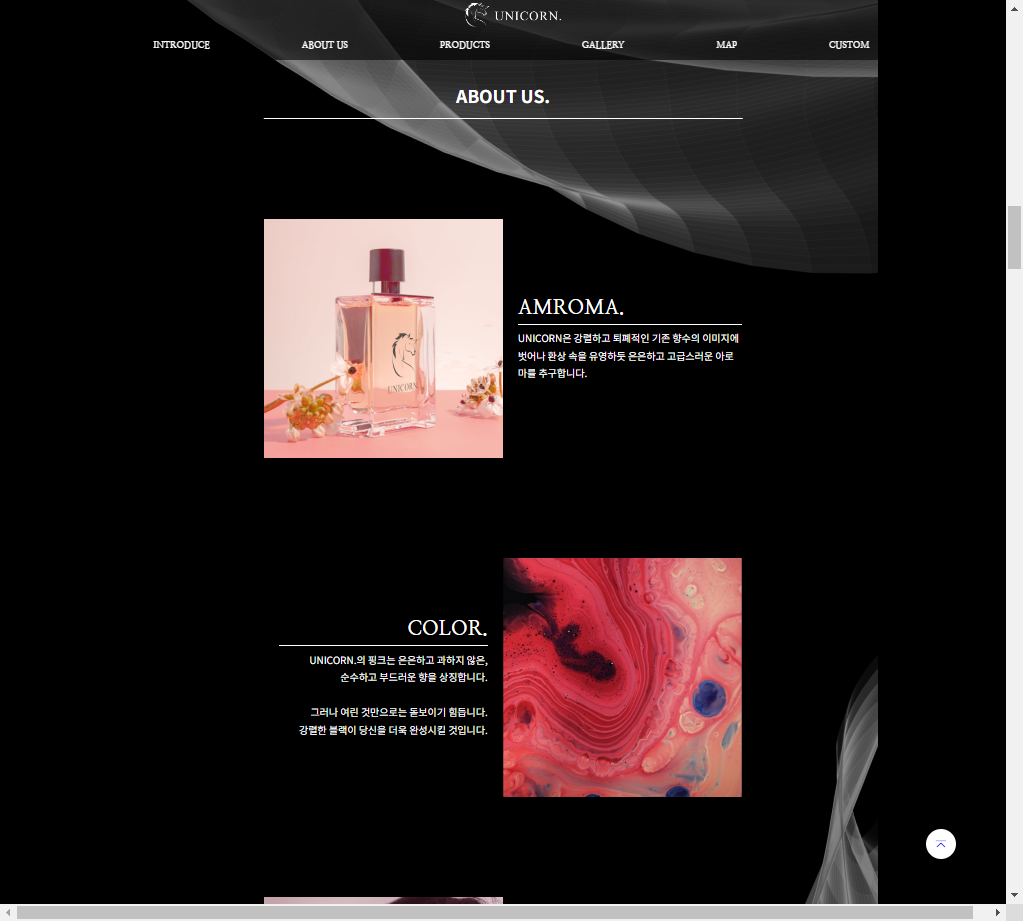 UNICORN.
INTRODUCE ABOUT US PRODUCTS GALLERY MAP CUSTOM
ABOUT US.
UNICORN
AMROMA.
UNICORN은 강렬하고 퇴폐적인 기존 향수의 이미지에
벗어나 환상 속을 유영하듯 은은하고 고급스러운 아로
마를 추구합니다.
COLOR.
UNICORN.의 핑크는 은은하고 과하지 않은,
순수하고 부드러운 향을 상징합니다.
그러나 여린 것만으로는 돋보이기 힘듭니다.
강렬한 블랙이 당신을 더욱 완성시킬 것입니다.